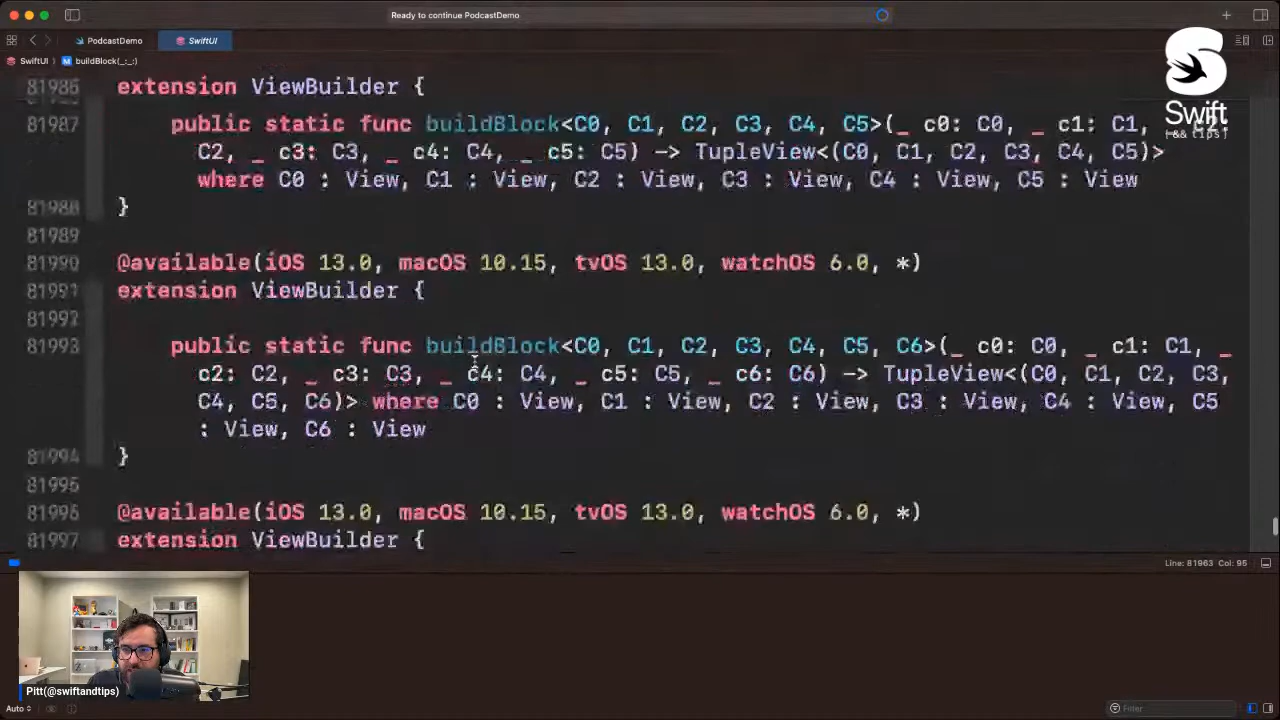 Ready to continue PodcastDemo
PodcastDemo
SwiftUI
SwiftUI
buildBlock(_:_:)
Swift
(&& tips)
81986 extension ViewBuilder {
81987 public static func buildBlock<C0, C1, C2, C3, C4, C5>(_ c0: C0, _ c1: C1,
C2, _ c3: C3, _ c4: C4, _ c5: C5) -> TupleView<(C0, C1, C2, C3, C4, C5)>
where C0 : View, C1 : View, C2 : View, C3 : View, C4 : View, C5 : View
81988 }
81989
81990 @available(iOS 13.0, macOS 10.15, tvOS 13.0, watchOS 6.0, *)
81991 extension ViewBuilder {
81992
81993 public static func buildBlock<C0, C1, C2, C3, C4, C5, C6>(_ c0: C0, _ c1: C1, _
c2: C2, _ c3: C3, _ c4: C4, _ c5: C5, _ c6: C6) -> TupleView<(C0, C1, C2, C3,
C4, C5, C6)> where C0 : View, C1 : View, C2 : View, C3 : View, C4 : View, C5
: View, C6 : View
81994 }
81995
81996 @available(iOS 13.0, macOS 10.15, tvOS 13.0, watchOS 6.0, *)
81997 extension ViewBuilder {
Line: 81963 Col: 95
Pitt(@swiftandtips)
Auto
Filter